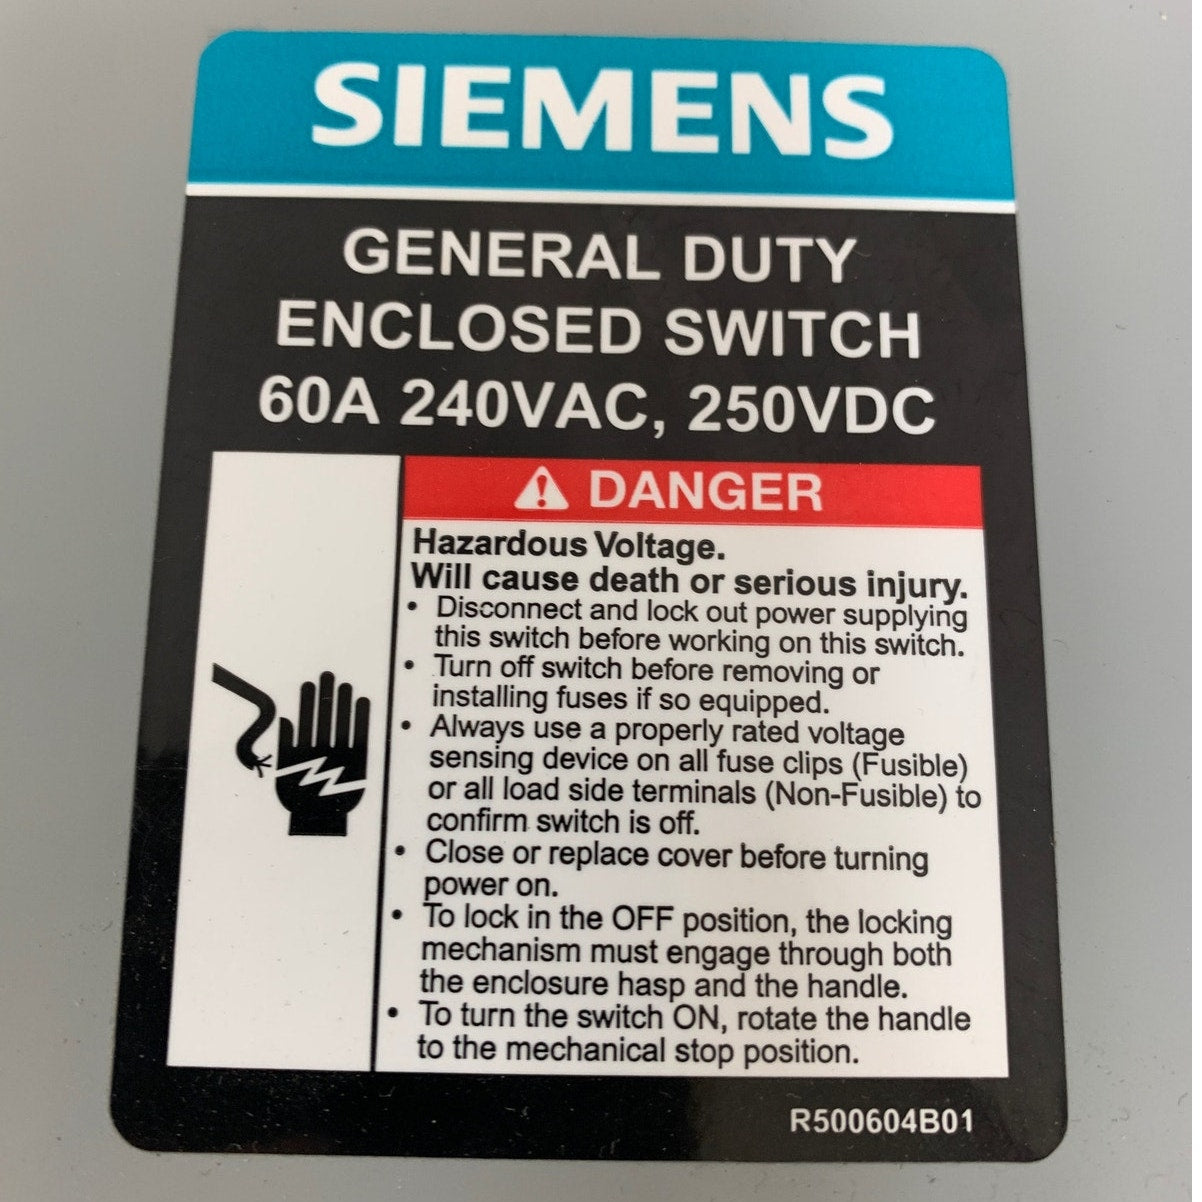 SIEMENS
GENERAL DUTY
ENCLOSED SWITCH
60A 240VAC, 250VDC
DANGER
Hazardous Voltage.
Will cause death or serious injury.
• Disconnect and lock out power supplying
this switch before working on this switch.
• Turn off switch before removing or
installing fuses if so equipped.
• Always use a properly rated voltage
sensing device on all fuse clips (Fusible)
or all load side terminals (Non-Fusible) to
confirm switch is off.
• Close or replace cover before turning
power on.
• To lock in the OFF position, the locking
mechanism must engage through both
the enclosure hasp and the handle.
• To turn the switch ON, rotate the handle
to the mechanical stop position.
R500604B01